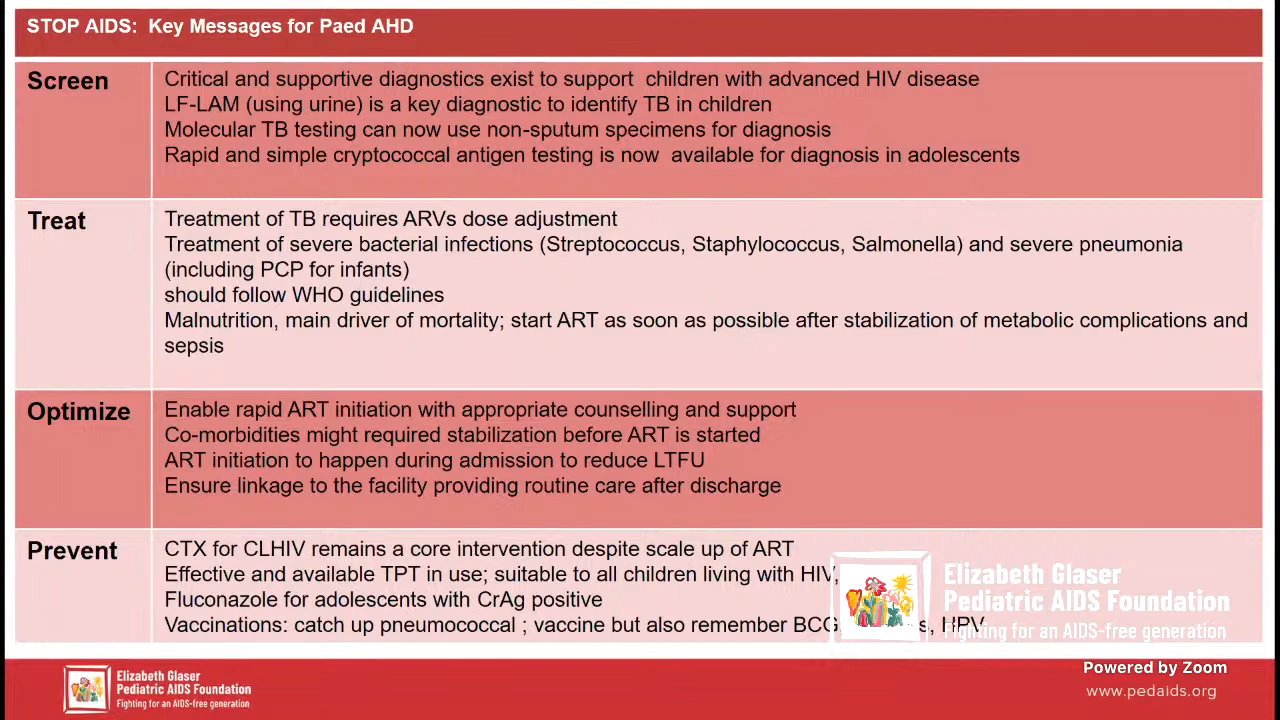 STOP AIDS: Key Messages for Paed AHD
Screen
Critical and supportive diagnostics exist to support children with advanced HIV disease
LF-LAM (using urine) is a key diagnostic to identify TB in children
Molecular TB testing can now use non-sputum specimens for diagnosis
Rapid and simple cryptococcal antigen testing is now available for diagnosis in adolescents
Treat
Treatment of TB requires ARVs dose adjustment
Treatment of severe bacterial infections (Streptococcus, Staphylococcus, Salmonella) and severe pneumonia
(including PCP for infants)
should follow WHO guidelines
Malnutrition, main driver of mortality; start ART as soon as possible after stabilization of metabolic complications and
sepsis
Optimize
Enable rapid ART initiation with appropriate counselling and support
Co-morbidities might required stabilization before ART is started
ART initiation to happen during admission to reduce LTFU
Ensure linkage to the facility providing routine care after discharge
Prevent
CTX for CLHIV remains a core intervention despite scale up of ART
Effective and available TPT in use; suitable to all children living with HIV,
Fluconazole for adolescents with CrAg positive
Vaccinations: catch up pneumococcal ; vaccine but also remember BCG HPV
Elizabeth Glaser
Pediatric AIDS Foundation
Fighting for an AIDS-free generation
Elizabeth Glaser
Pediatric AIDS Foundation
Fighting for an AIDS-free generation
Powered by Zoom
www.pedaids.org